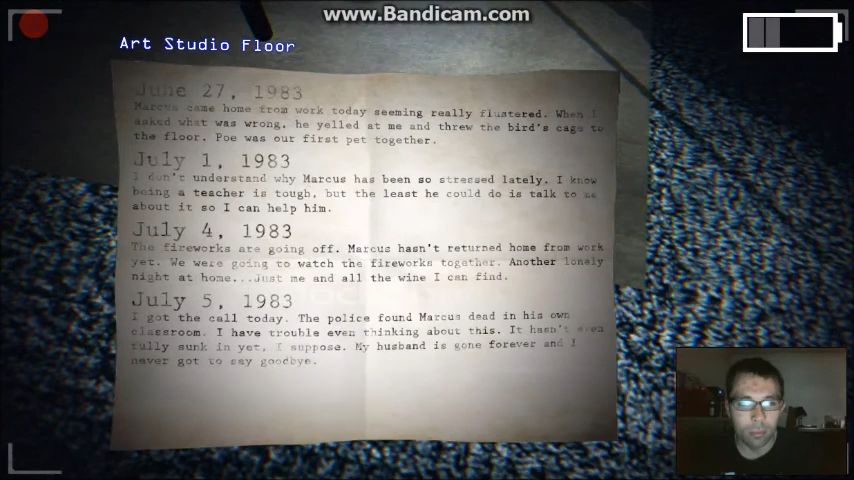 www.Bandicam.com
Art Studio Floor
June 27, 1983
Marcus came home from work today seeming really flustered. When I
asked what was wrong, he yelled at me and threw the bird's cage to
the floor. Poe was our first pet together.
July 1, 1983
I don't understand why Marcus has been so stressed lately. I know
being a teacher is tough, but the least he could do is talk to me
about it so I can help him.
July 4, 1983
The fireworks are going off. Marcus hasn't returned home from work
yet. We were going to watch the fireworks together. Another lonely
night at home...Just me and all the wine I can find.
July 5, 1983
I got the call today. The police found Marcus dead in his own
classroom. I have trouble even thinking about this. It hasn't even
fully sunk in yet, I suppose. My husband is gone forever and I
never got to say goodbye.